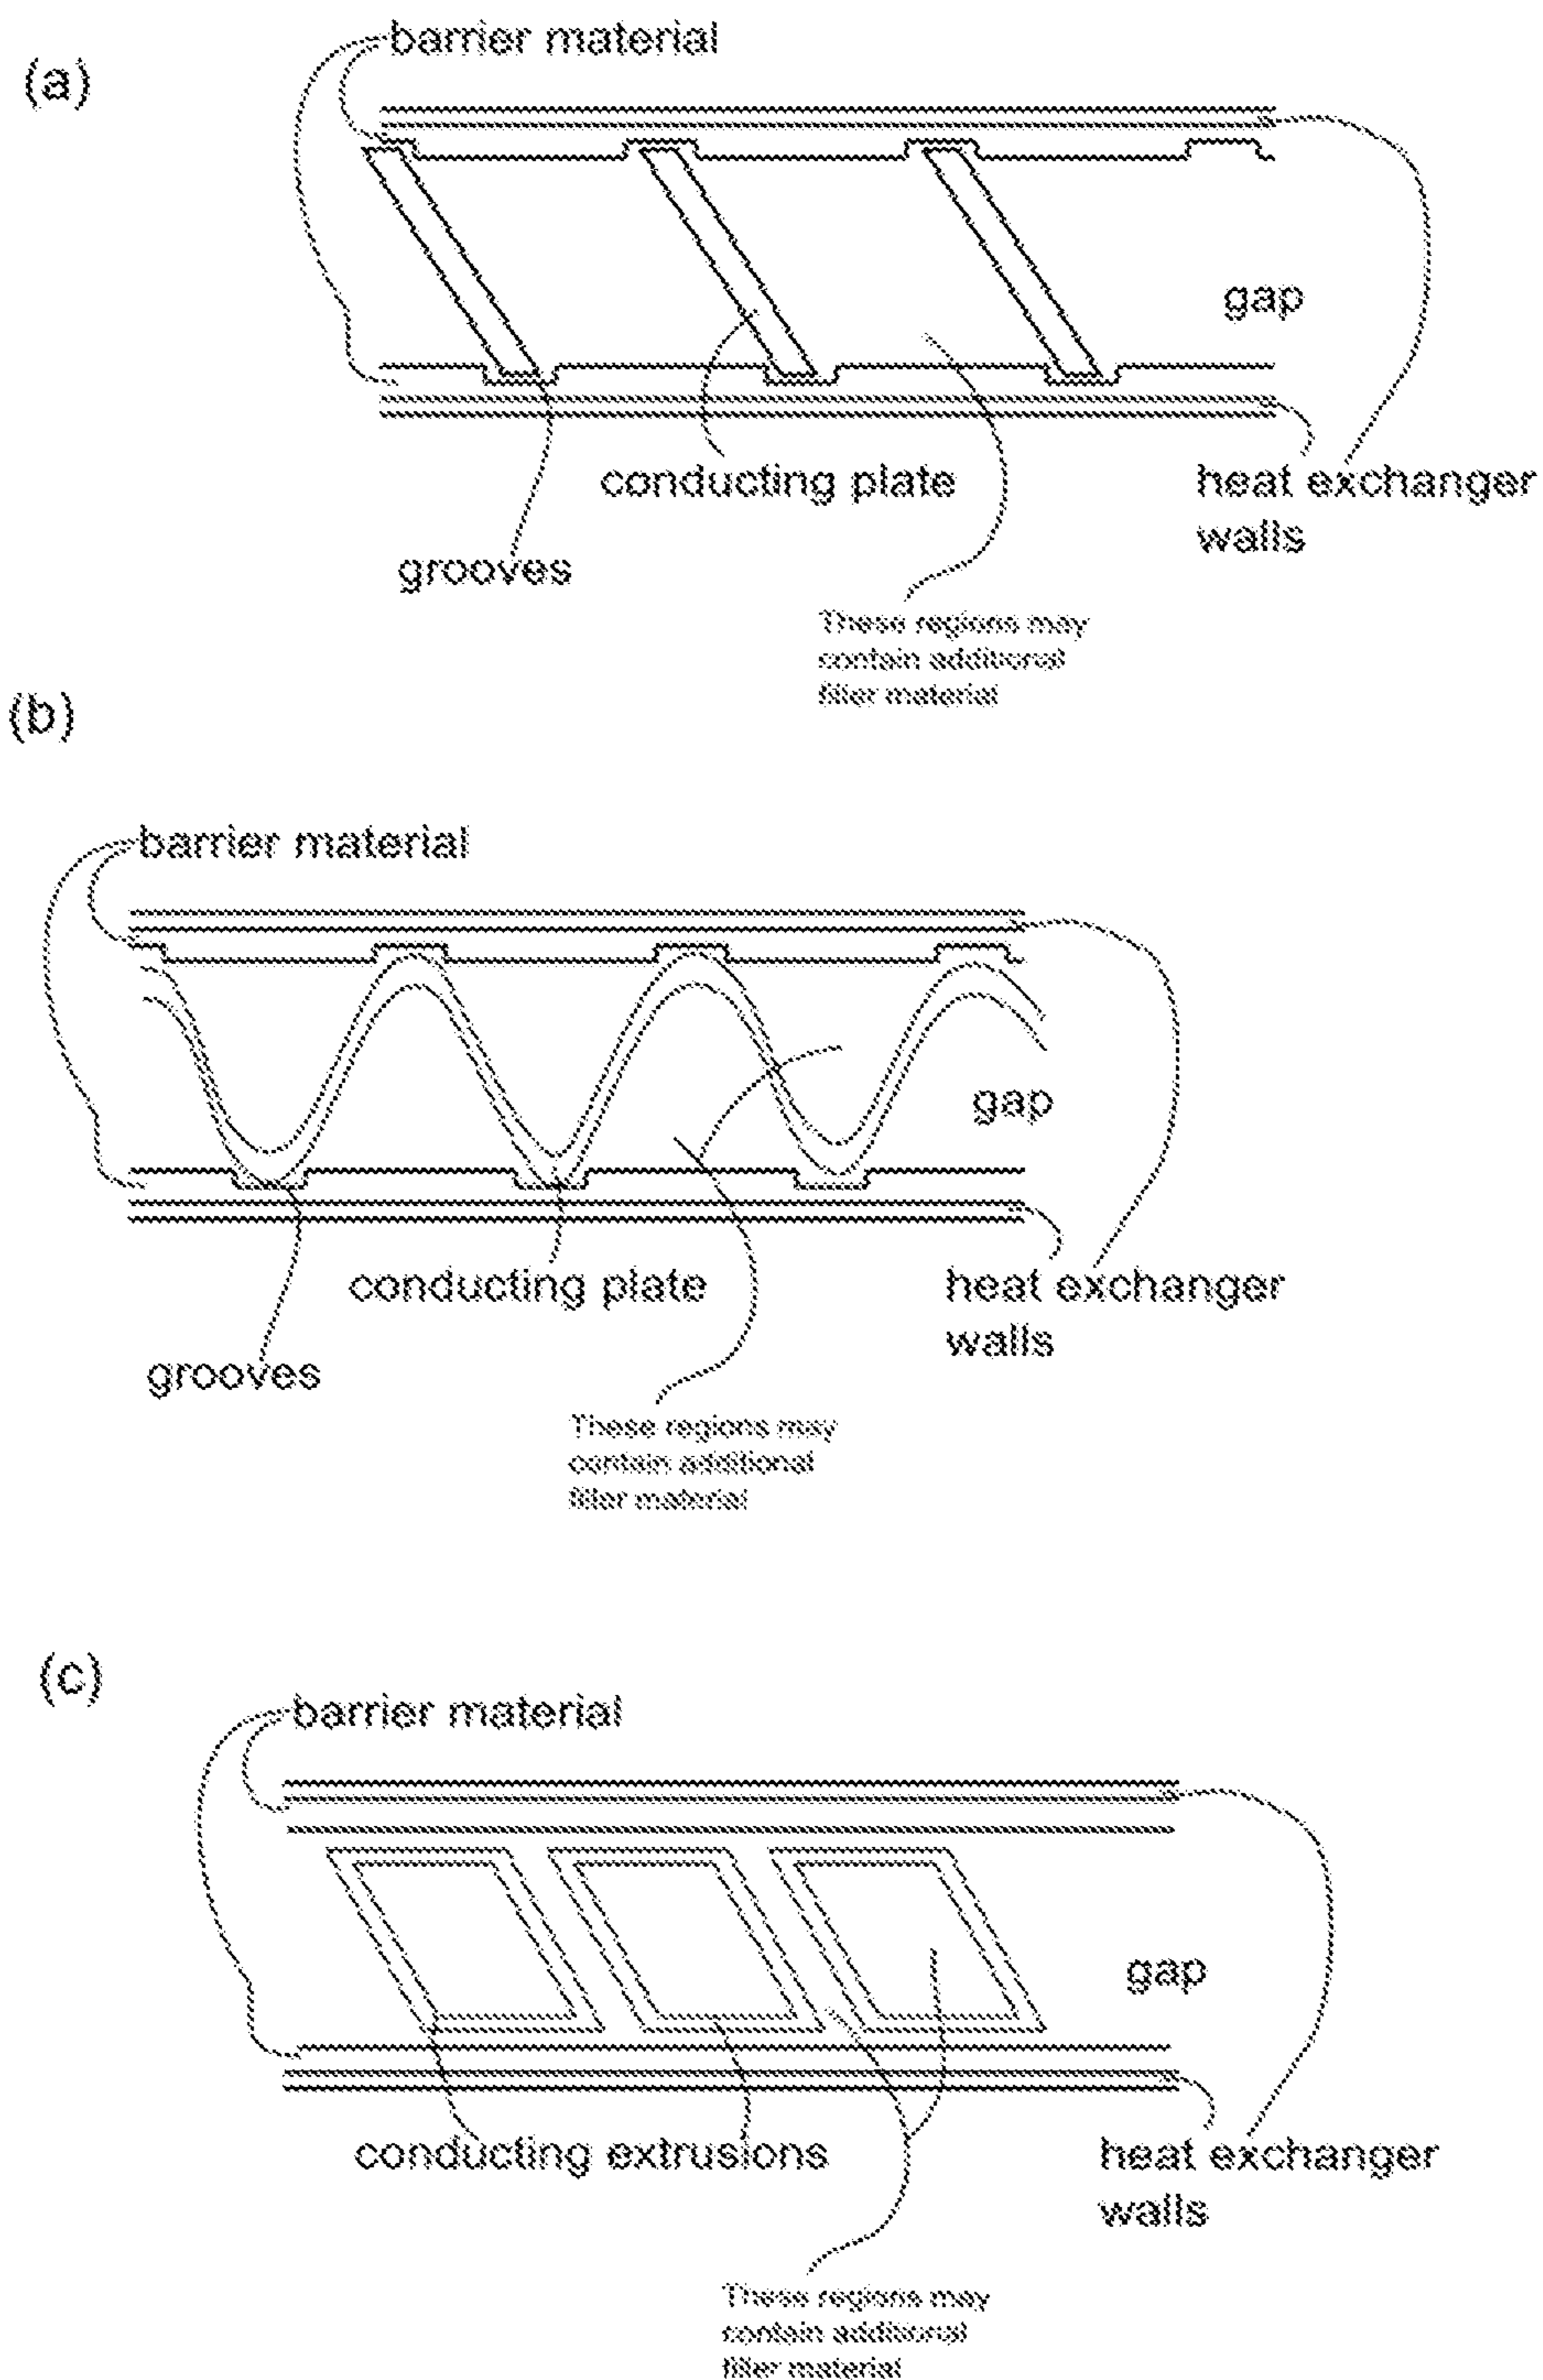 (a)
barrier material
gap
conducting plate
heat exchanger
walls
grooves
These regions may
contain additional
filler material
(b)
barrier material
gap
conducting plate
heat exchanger
walls
grooves
These regions may
contain additional
filler material
(c)
barrier material
gap
conducting extrusions
heat exchanger
walls
These regions may
contain additional
filler material